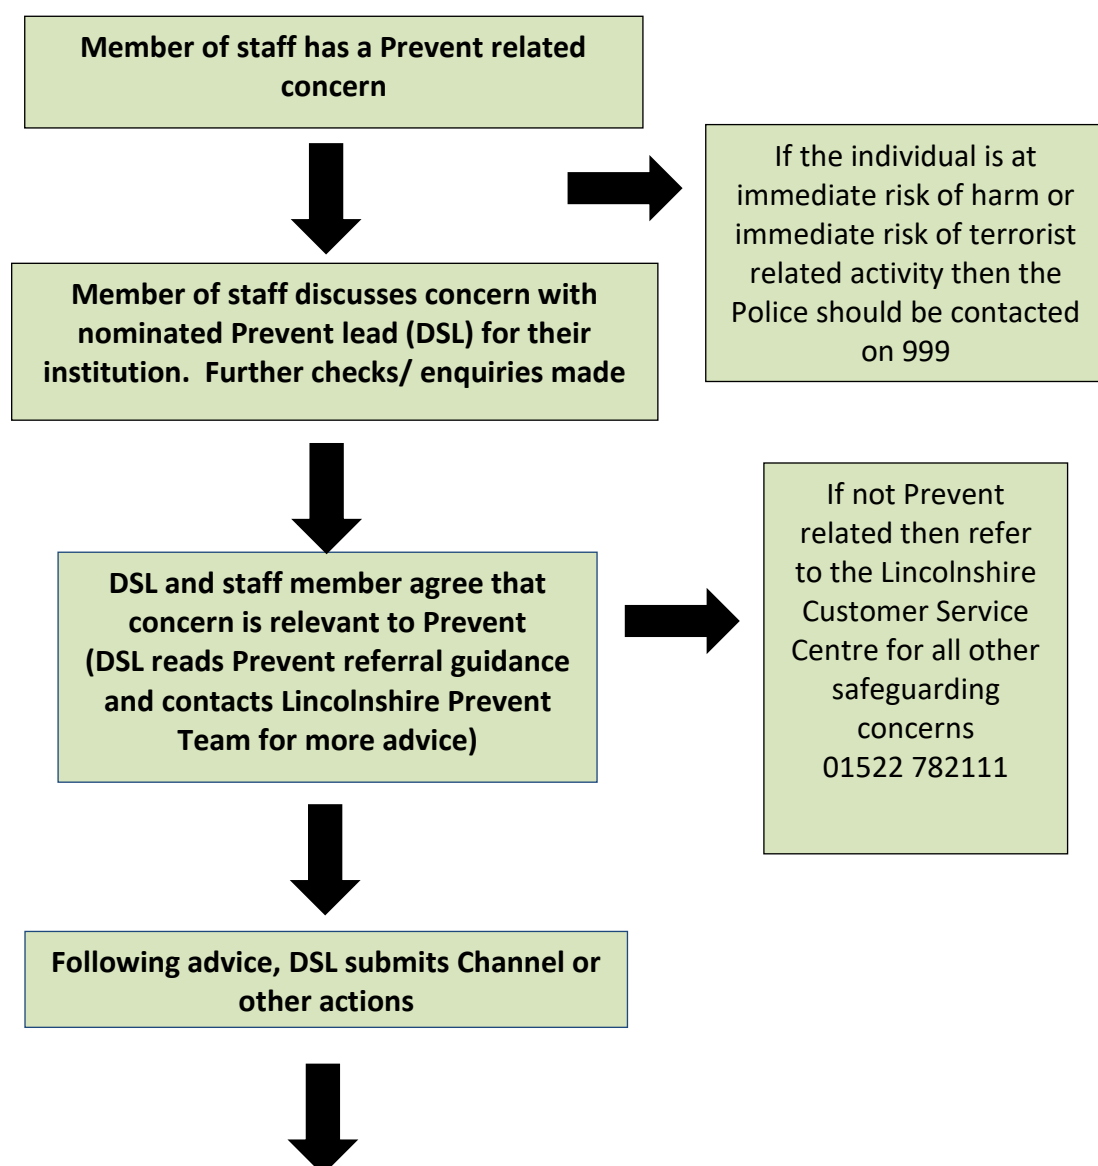 Member of staff has a Prevent related
concern
If the individual is at
immediate risk of harm or
immediate risk of terrorist
related activity then the
Police should be contacted
on 999
Member of staff discusses concern with
nominated Prevent lead (DSL) for their
institution.  Further checks/ enquiries made
If not Prevent
related then refer
to the Lincolnshire
Customer Service
Centre for all other
safeguarding
concerns
01522 782111
DSL and staff member agree that
concern is relevant to Prevent
(DSL reads Prevent referral guidance
and contacts Lincolnshire Prevent
Team for more advice)
Following advice, DSL submits Channel or
other actions